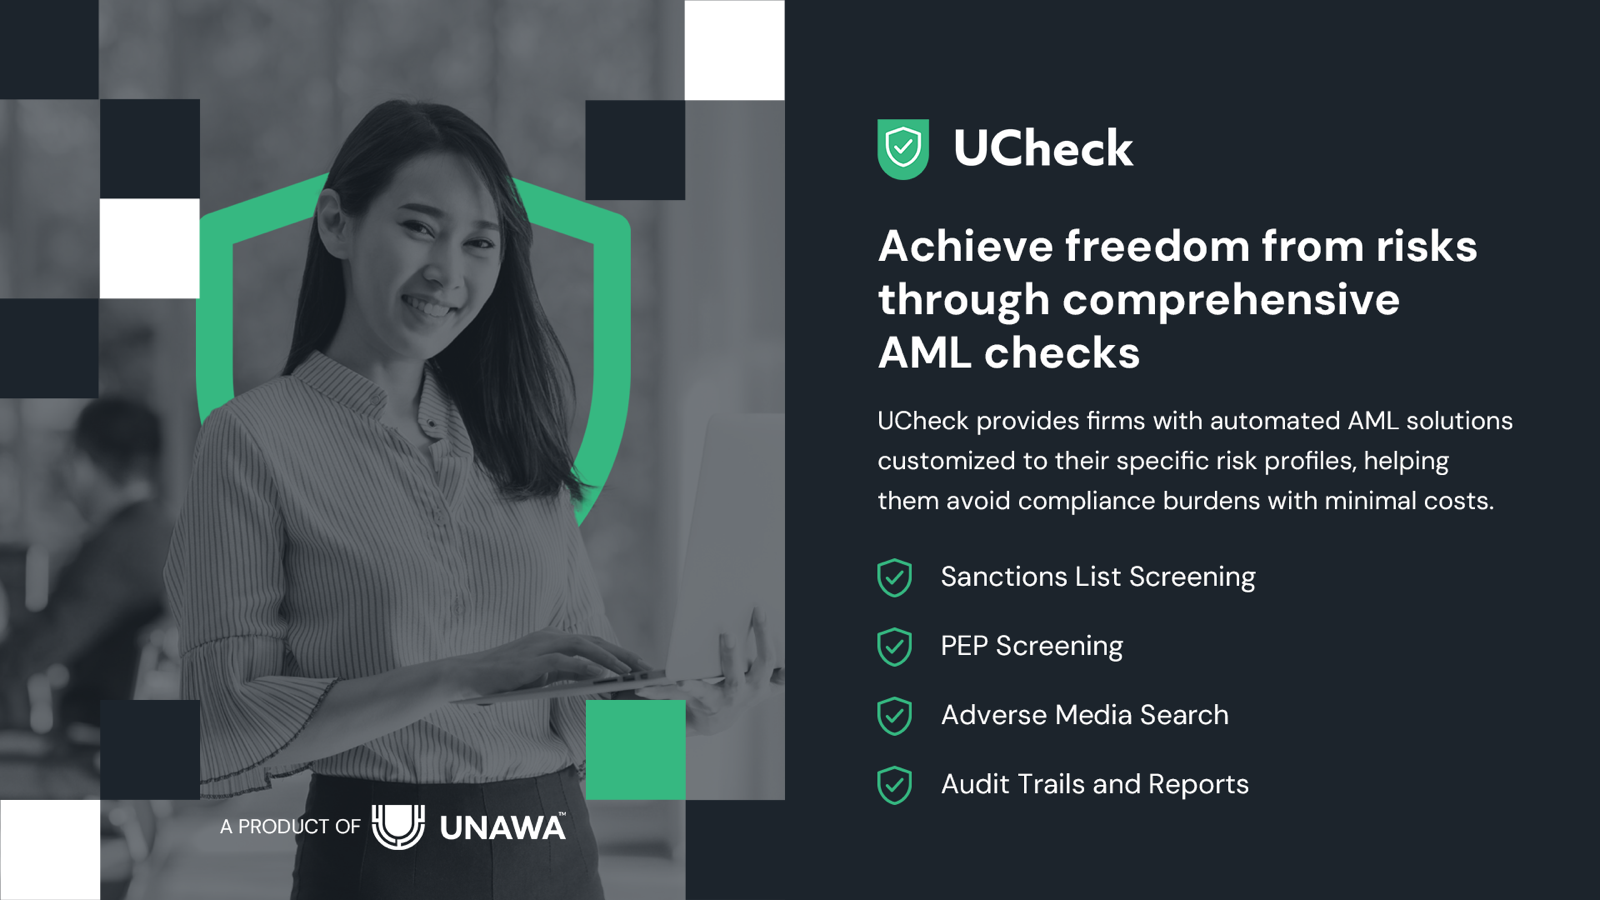 UCheck
Achieve freedom from risks
through comprehensive
AML checks
UCheck provides firms with automated AML solutions
customized to their specific risk profiles, helping
them avoid compliance burdens with minimal costs.
Sanctions List Screening
PEP Screening
Adverse Media Search
Audit Trails and Reports
A PRODUCT OF UNAWA™